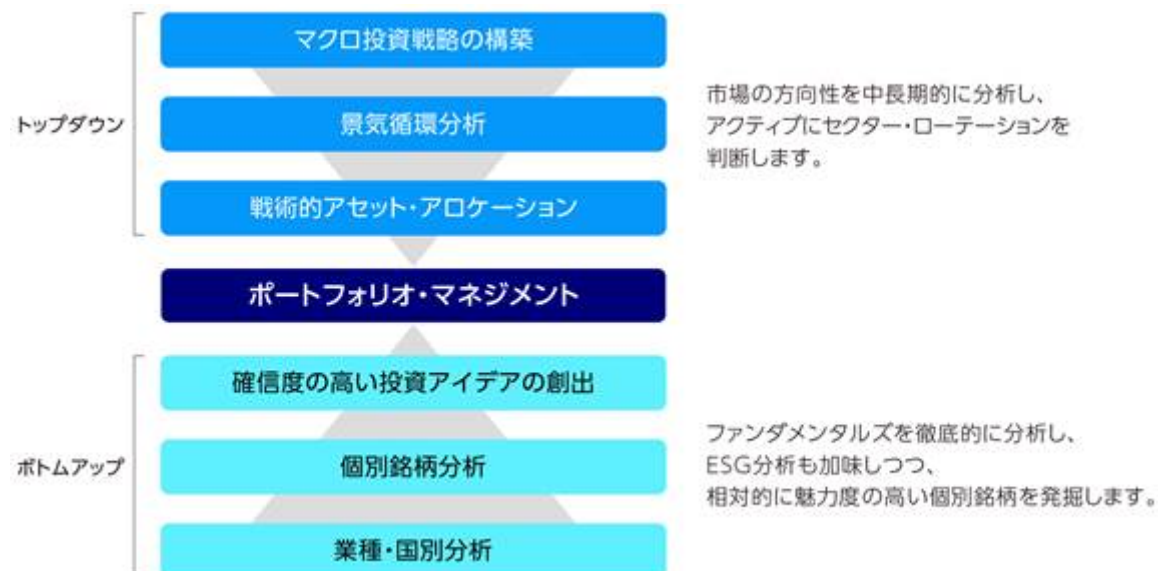 マクロ投資戦略の構築
トップダウン
景気循環分析
戦術的アセット・アロケーション
市場の方向性を中長期的に分析し、
アクティブにセクター・ローテーションを
判断します。
ポートフォリオ・マネジメント
確信度の高い投資アイデアの創出
ボトムアップ
個別銘柄分析
業種・国別分析
ファンダメンタルズを徹底的に分析し、
ESG分析も加味しつつ、
相対的に魅力度の高い個別銘柄を発掘します。